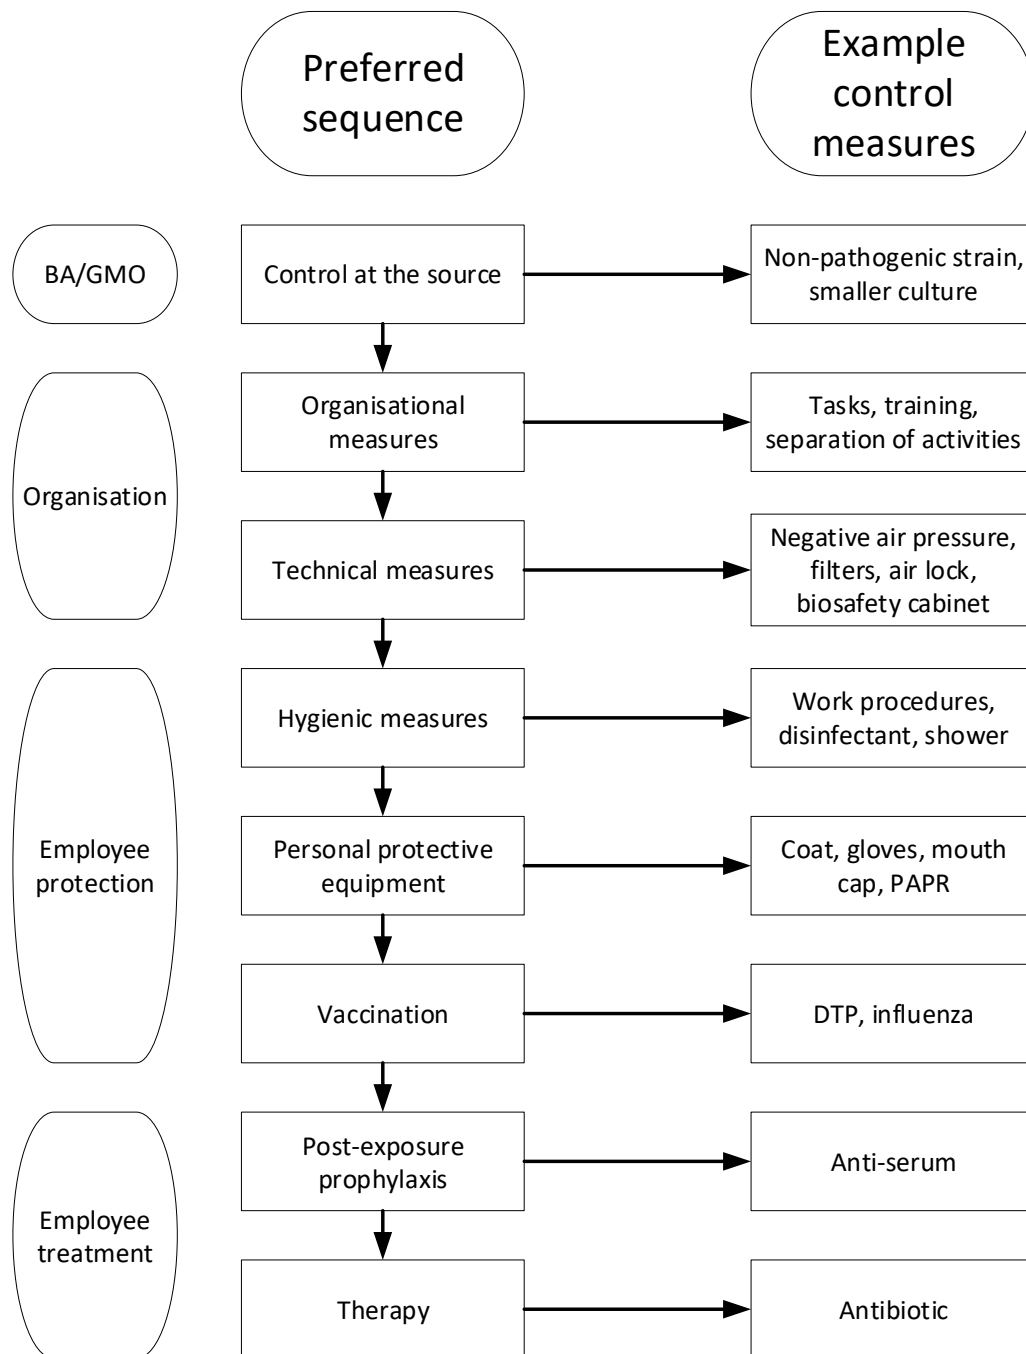 Preferred
sequence
Example
control
measures
BA/GMO
Control at the source
Non-pathogenic strain,
smaller culture
Organisation
Organisational
measures
Tasks, training,
separation of activities
Technical measures
Negative air pressure,
filters, air lock,
biosafety cabinet
Employee
protection
Hygienic measures
Work procedures,
disinfectant, shower
Personal protective
equipment
Coat, gloves, mouth
cap, PAPR
Vaccination
DTP, influenza
Employee
treatment
Post-exposure
prophylaxis
Anti-serum
Therapy
Antibiotic